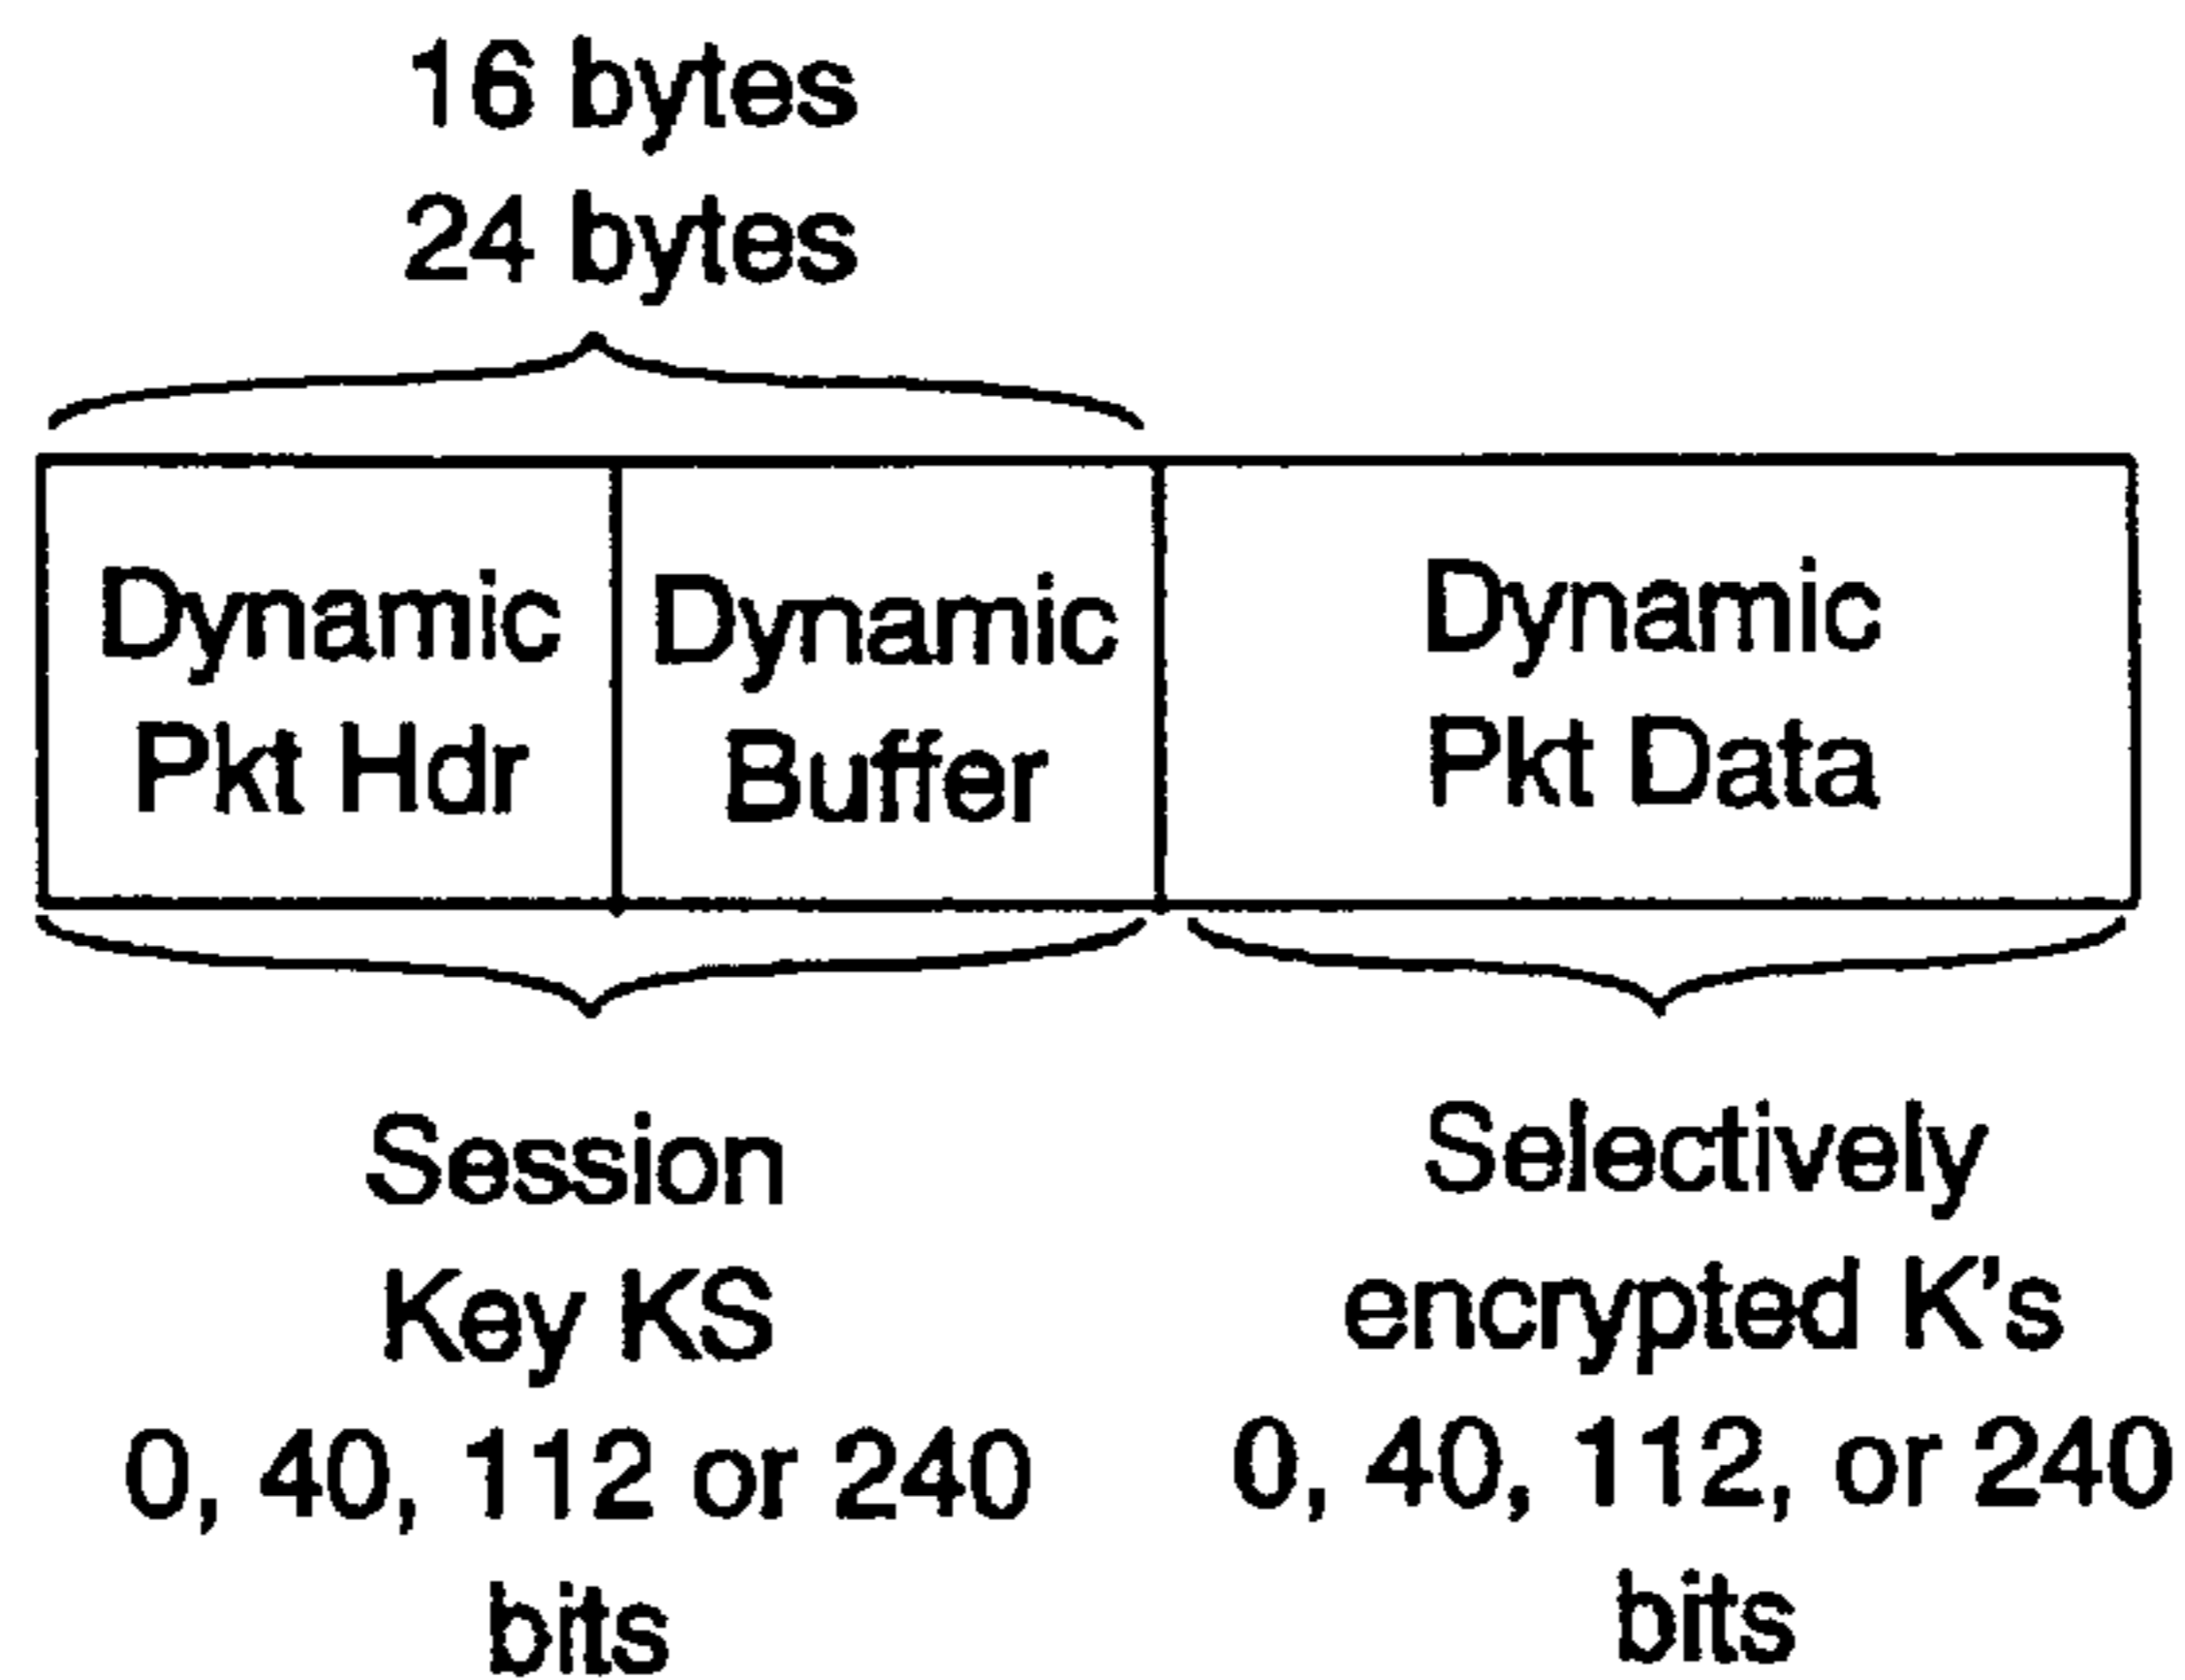 16 bytes
24 bytes
Dynamic
Pkt Hdr
Dynamic
Buffer
Dynamic
Pkt Data
Session
Key KS
0, 40, 112 or 240
bits
Selectively
encrypted K's
0, 40, 112, or 240
bits